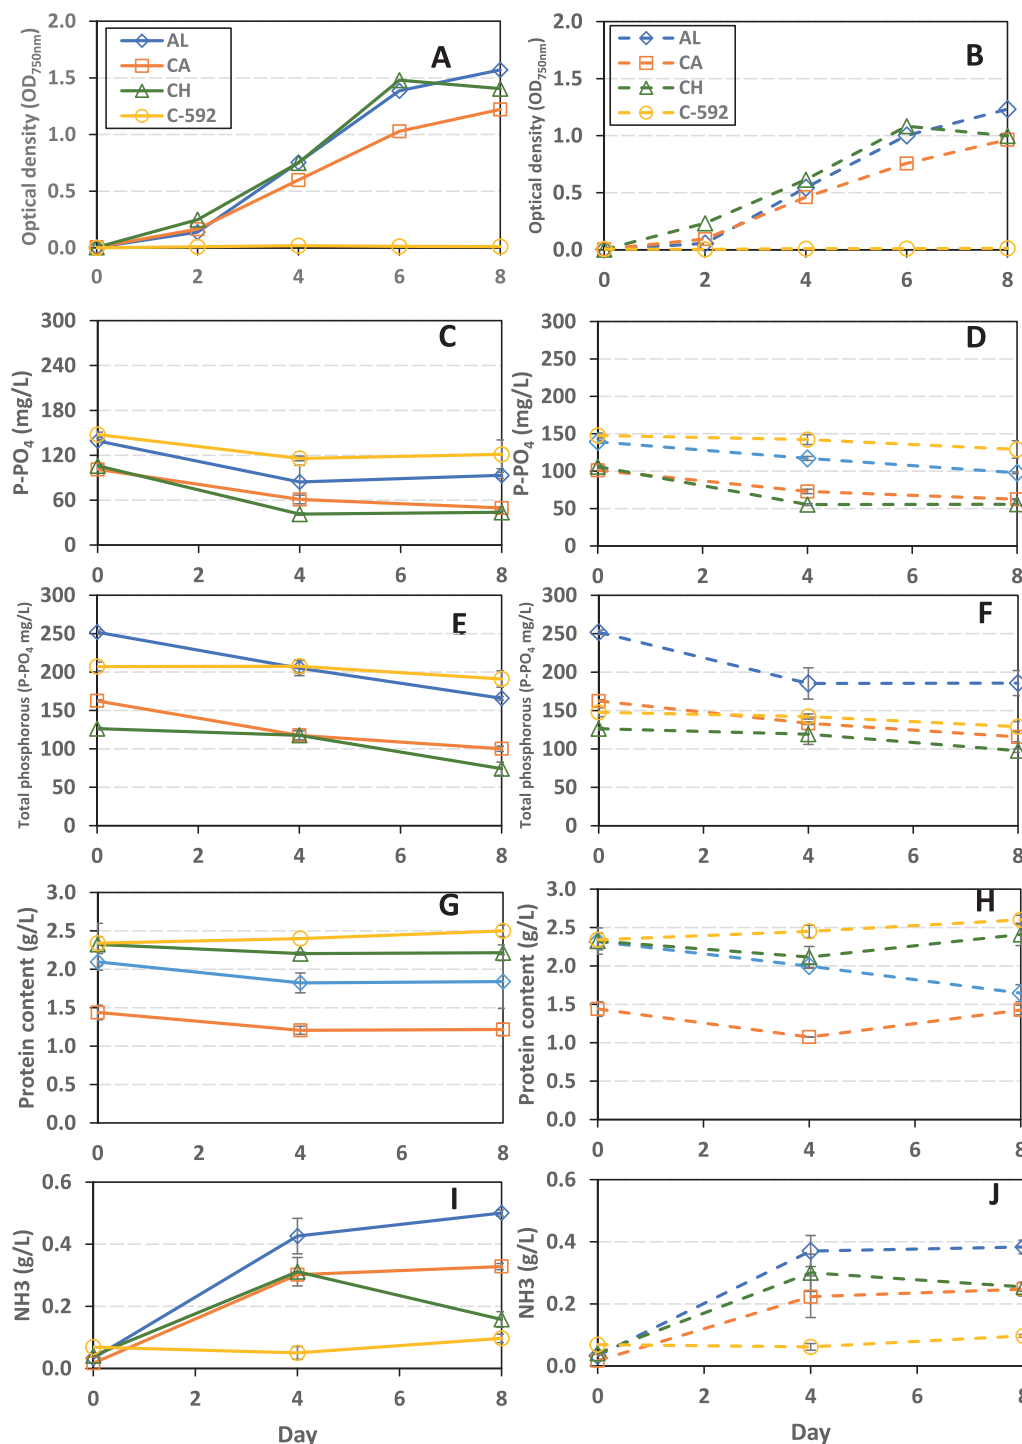 A
Optical density (OD750nm)
2.0
1.5
1.0
0.5
0.0
AL
CA
CH
C-592
0 2 4 6 8
B
Optical density (OD750nm)
2.0
1.5
1.0
0.5
0.0
AL
CA
CH
C-592
0 2 4 6 8
C
P-PO4 (mg/L)
300
240
180
120
60
0
0 2 4 6 8
D
P-PO4 (mg/L)
300
250
200
150
100
50
0
0 2 4 6 8
E
Total phosphorous (P-PO4 mg/L)
300
250
200
150
100
50
0
0 2 4 6 8
F
Total phosphorous (P-PO4 mg/L)
300
250
200
150
100
50
0
0 2 4 6 8
G
Protein content (g/L)
3.0
2.5
2.0
1.5
1.0
0.5
0.0
0 2 4 6 8
H
Protein content (g/L)
3.0
2.5
2.0
1.5
1.0
0.5
0.0
0 2 4 6 8
I
NH3 (g/L)
0.6
0.4
0.2
0.0
0 2 4 6 8
Day
J
NH3 (g/L)
0.6
0.4
0.2
0.0
0 2 4 6 8
Day